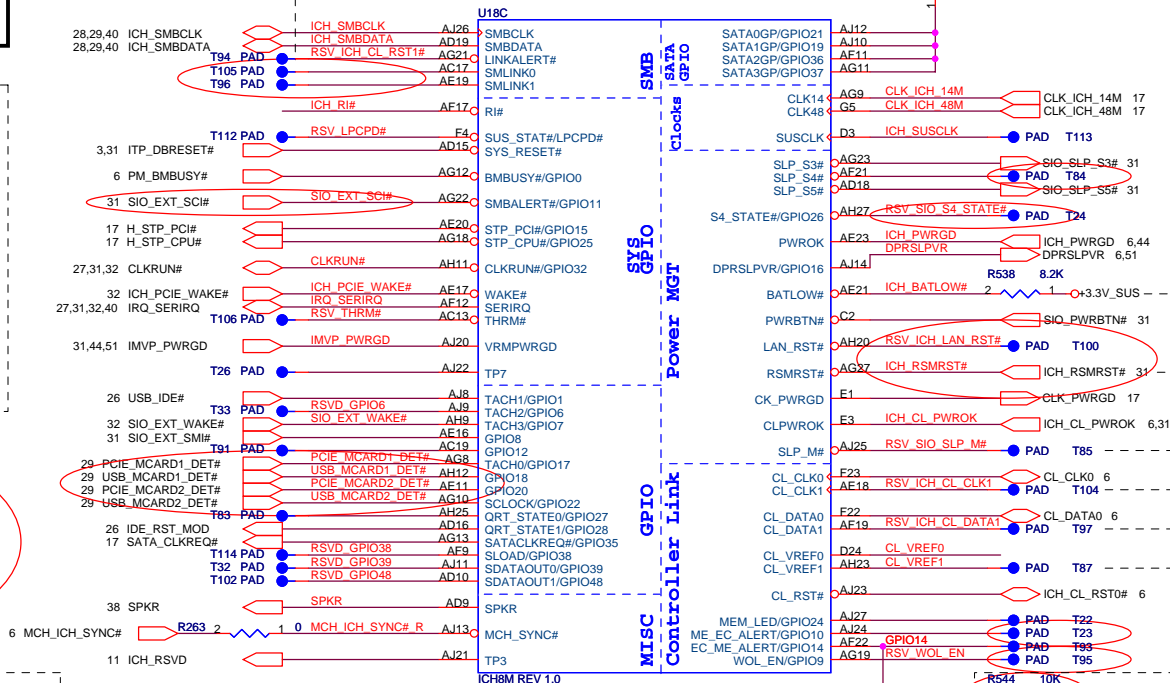 U18C
28,29,40 ICH_SMBCLK ICH_SMBCLK AJ26 SMBCLK SATA0GP/GPIO21 AJ12 1
28,29,40 ICH_SMBDATA ICH_SMBDATA AD19 SMBDATA SATA1GP/GPIO19 AJ10
T94 PAD RSV_ICH_CL_RST1# AG21 LINKALERT# SATA2GP/GPIO36 AF11
T105 PAD AC17 SMLINK0 SATA3GP/GPIO37 AG11
T96 PAD AE19 SMLINK1
SMB
SATA GPIO
CLK14 AG9 CLK_ICH_14M CLK_ICH_14M 17
ICH_RI# AF17 RI# CLK48 G5 CLK_ICH_48M CLK_ICH_48M 17
Clocks
T112 PAD RSV_LPCPD# F4 SUS_STAT#/LPCPD# SUSCLK D3 ICH_SUSCLK PAD T113
3,31 ITP_DBRESET# AD15 SYS_RESET#
SLP_S3# AG23 SIO_SLP_S3# 31
6 PM_BMBUSY# AG12 BMBUSY#/GPIO0 SLP_S4# AF21 PAD T84
SLP_S5# AD18 SIO_SLP_S5# 31
31 SIO_EXT_SCI# SIO_EXT_SCI# AG22 SMBALERT#/GPIO11
S4_STATE#/GPIO26 AH27 RSV_SIO_S4_STATE# PAD T24
17 H_STP_PCI# AE20 STP_PCI#/GPIO15
17 H_STP_CPU# AG18 STP_CPU#/GPIO25 PWROK AE23 ICH_PWRGD 6,44
SYS GPIO
DPRSLPVR DPRSLPVR 6,51
27,31,32 CLKRUN# CLKRUN# AH11 CLKRUN#/GPIO32 DPRSLPVR/GPIO16 AJ14
R538 8.2K
32 ICH_PCIE_WAKE# ICH_PCIE_WAKE# AE17 WAKE# BATLOW# AE21 ICH_BATLOW# 2 1 +3.3V_SUS
27,31,32,40 IRQ_SERIRQ IRQ_SERIRQ AF12 SERIRQ
T106 PAD RSV_THRM# AC13 THRM# PWRBTN# C2 SIO_PWRBTN# 31
Power MGT
31,44,51 IMVP_PWRGD IMVP_PWRGD AJ20 VRMPWRGD LAN_RST# AH20 RSV_ICH_LAN_RST# PAD T100
T26 PAD AJ22 TP7 RSMRST# AG27 ICH_RSMRST# ICH_RSMRST# 31
26 USB_IDE# AJ8 TACH1/GPIO1 CK_PWRGD E1 CLK_PWRGD 17
T33 PAD RSVD_GPIO6 AJ9 TACH2/GPIO6
32 SIO_EXT_WAKE# SIO_EXT_WAKE# AH9 TACH3/GPIO7 CLPWROK E3 ICH_CL_PWROK ICH_CL_PWROK 6,31
31 SIO_EXT_SMI# AE16 GPIO8
T91 PAD AC19 GPIO12 SLP_M# AJ25 RSV_SIO_SLP_M# PAD T85
29 PCIE_MCARD1_DET# PCIE_MCARD1_DET# AG8 TACH0/GPIO17
29 USB_MCARD1_DET# USB_MCARD1_DET# AH12 GPIO18 CL_CLK0 F23 CL_CLK0 6
29 PCIE_MCARD2_DET# PCIE_MCARD2_DET# AE11 GPIO20 CL_CLK1 AE18 RSV_ICH_CL_CLK1 PAD T104
29 USB_MCARD2_DET# USB_MCARD2_DET# AG10 SCLOCK/GPIO22
T83 PAD AH25 QRT_STATE0/GPIO27 CL_DATA0 F22 CL_DATA0 6
26 IDE_RST_MOD AD16 QRT_STATE1/GPIO28 CL_DATA1 AF19 RSV_ICH_CL_DATA1 PAD T97
17 SATA_CLKREQ# AG13 SATACLKREQ#/GPIO35
GPIO
Controller Link
T114 PAD RSVD_GPIO38 AF9 SLOAD/GPIO38 CL_VREF0 D24 CL_VREF0
T32 PAD RSVD_GPIO39 AJ11 SDATAOUT0/GPIO39 CL_VREF1 AH23 CL_VREF1 PAD T87
T102 PAD RSVD_GPIO48 AD10 SDATAOUT1/GPIO48
CL_RST# AJ23 ICH_CL_RST0# 6
38 SPKR SPKR AD9 SPKR
MEM_LED/GPIO24 AJ27 PAD T22
6 MCH_ICH_SYNC# R263 2 1 0 MCH_ICH_SYNC#_R AJ13 MCH_SYNC# ME_EC_ALERT/GPIO10 AJ24 PAD T23
EC_ME_ALERT/GPIO14 AF22 GPIO14 PAD T93
11 ICH_RSVD AJ21 TP3 WOL_EN/GPIO9 AG19 RSV_WOL_EN PAD T95
MISC
ICH8M REV 1.0
R544 10K